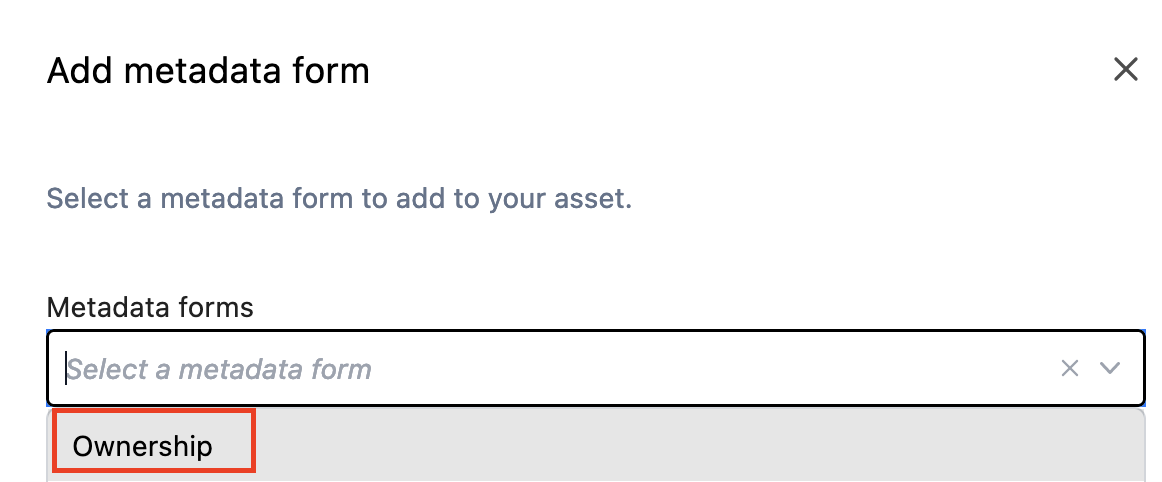 Add metadata form
Select a metadata form to add to your asset.
Metadata forms
Select a metadata form
Ownership